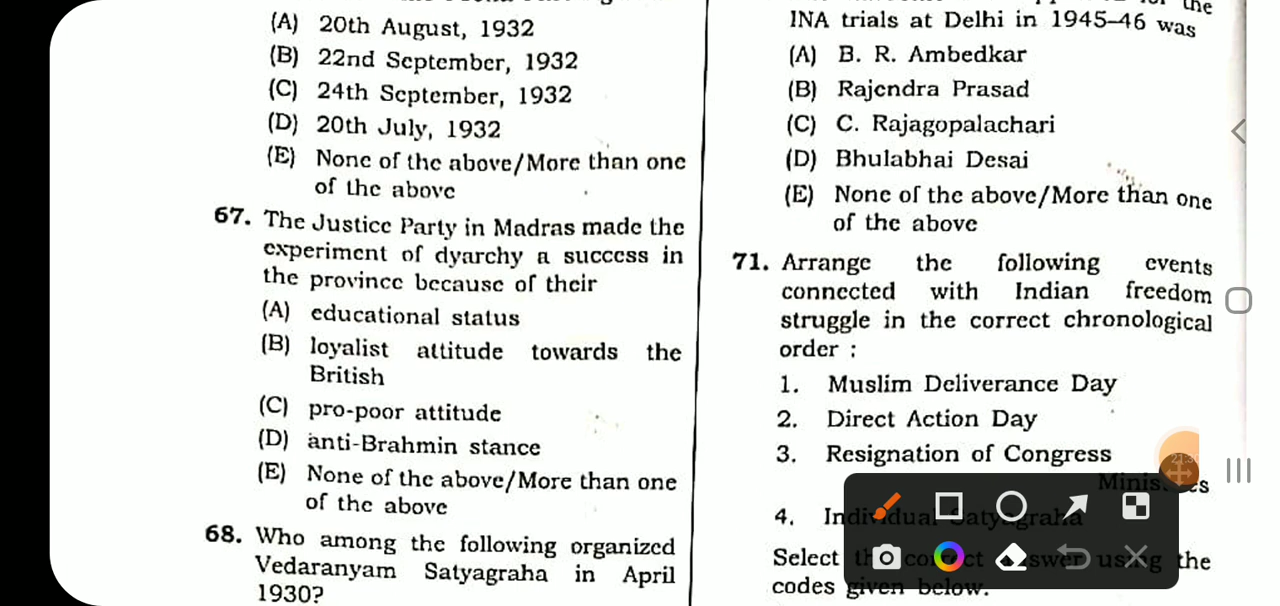 (A) 20th August, 1932
(B) 22nd September, 1932
(C) 24th September, 1932
(D) 20th July, 1932
(E) None of the above/More than one
of the above
67. The Justice Party in Madras made the
experiment of dyarchy a success in
the province because of their
(A) educational status
(B) loyalist attitude towards the
British
(C) pro-poor attitude
(D) anti-Brahmin stance
(E) None of the above/More than one
of the above
68. Who among the following organized
Vedaranyam Satyagraha in April
1930?
the
INA trials at Delhi in 1945–46 was
(A) B. R. Ambedkar
(B) Rajendra Prasad
(C) C. Rajagopalachari
(D) Bhulabhai Desai
(E) None of the above/More than one
of the above
71. Arrange the following events
connected with Indian freedom
struggle in the correct chronological
order :
1. Muslim Deliverance Day
2. Direct Action Day
3. Resignation of Congress
Ministries
4. Individual Satyagraha
Select the correct answer using the
codes given below.